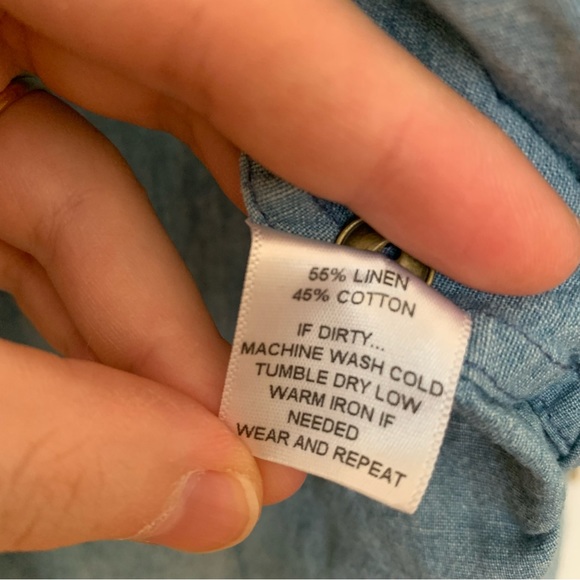 55% LINEN
45% COTTON
IF DIRTY...
MACHINE WASH COLD
TUMBLE DRY LOW
WARM IRON IF
NEEDED
WEAR AND REPEAT